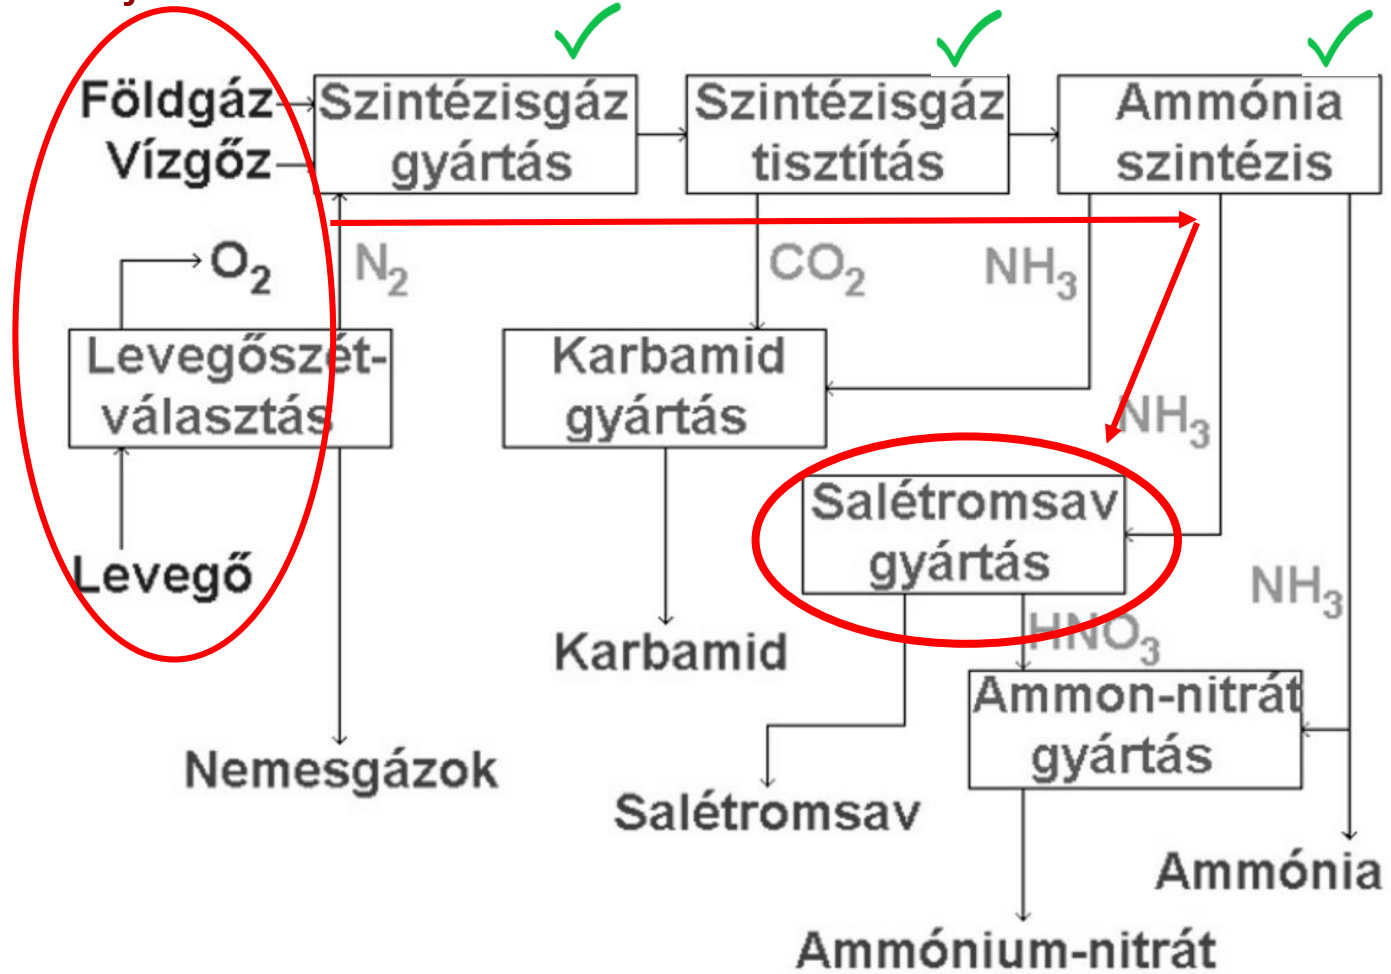 Földgáz
Vízgőz
Szintézisgáz
gyártás
Szintézisgáz
tisztítás
Ammónia
szintézis
O2
N2
CO2
NH3
Levegőszét-
választás
Karbamid
gyártás
NH3
Levegő
Salétromsav
gyártás
NH3
HNO3
Karbamid
Ammon-nitrát
gyártás
Nemesgázok
Salétromsav
Ammónia
Ammónium-nitrát